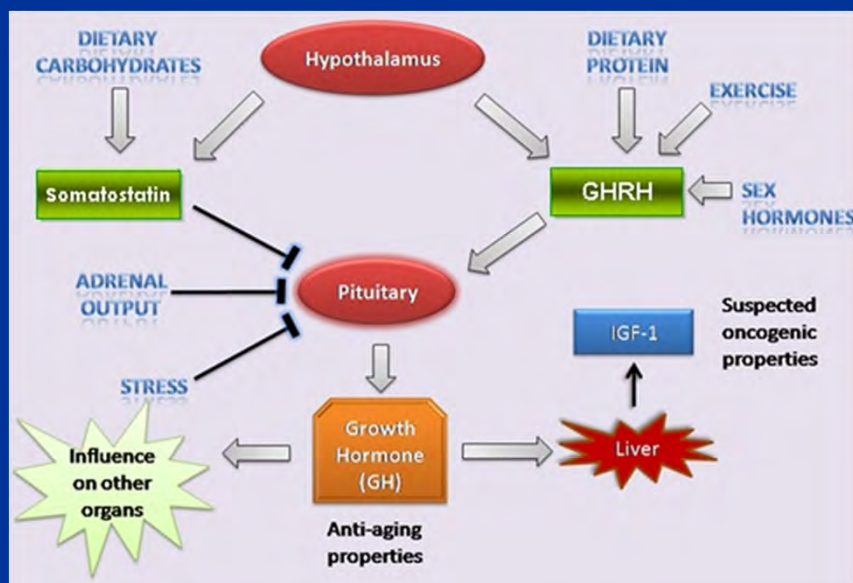 DIETARY
CARBOHYDRATES
Hypothalamus
DIETARY
PROTEIN
EXERCISE
Somatostatin
GHRH
SEX
HORMONES
ADRENAL
OUTPUT
Pituitary
STRESS
IGF-1
Suspected
oncogenic
properties
Influence
on other
organs
Growth
Hormone
(GH)
Liver
Anti-aging
properties